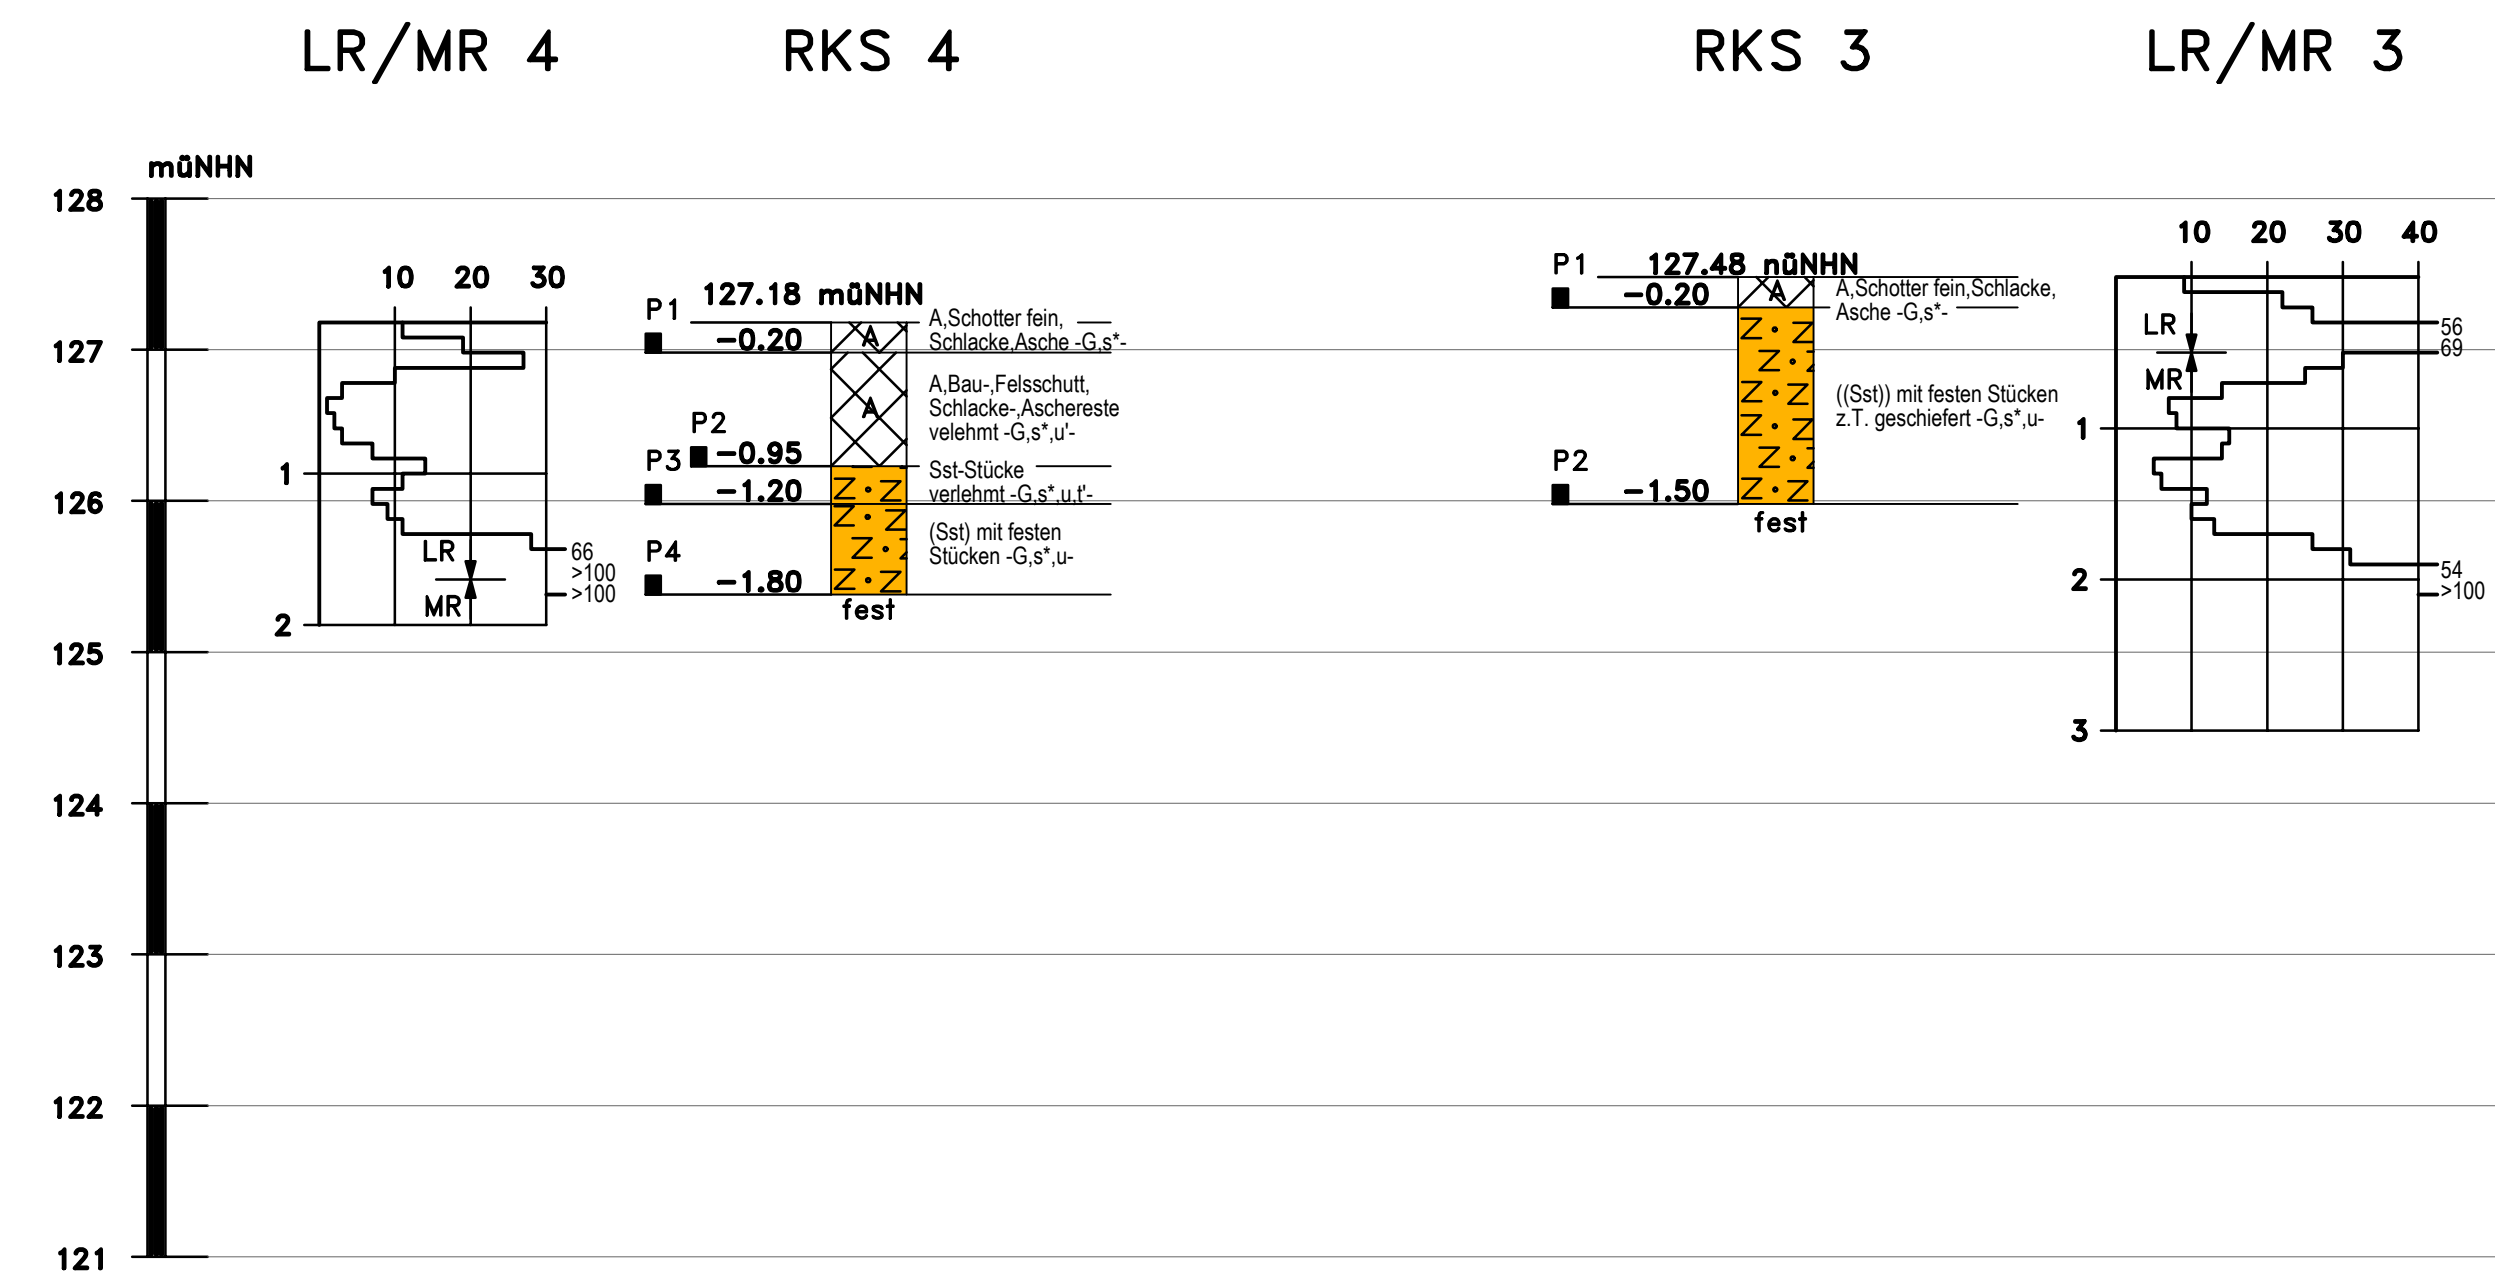 LR/MR 4
RKS 4
RKS 3
LR/MR 3
müNHN
128
127
126
125
124
123
122
121
10 20 30
1
2
LR
MR
66
>100
>100
127.18 müNHN
P1
-0.20
P2
-0.95
P3
-1.20
P4
-1.80
A
A
fest
A,Schotter fein,
Schlacke,Asche -G,s*-
A,Bau-,Felsschutt,
Schlacke-,Aschereste
velehmt -G,s*,u'-
Sst-Stücke
verlehmt -G,s*,u,t'-
(Sst) mit festen
Stücken -G,s*,u-
127.48 nüNHN
P1
-0.20
P2
-1.50
A
fest
A,Schotter fein,Schlacke,
Asche -G,s*-
((Sst)) mit festen Stücken
z.T. geschiefert -G,s*,u-
10 20 30 40
LR
MR
1
2
3
56
69
54
>100